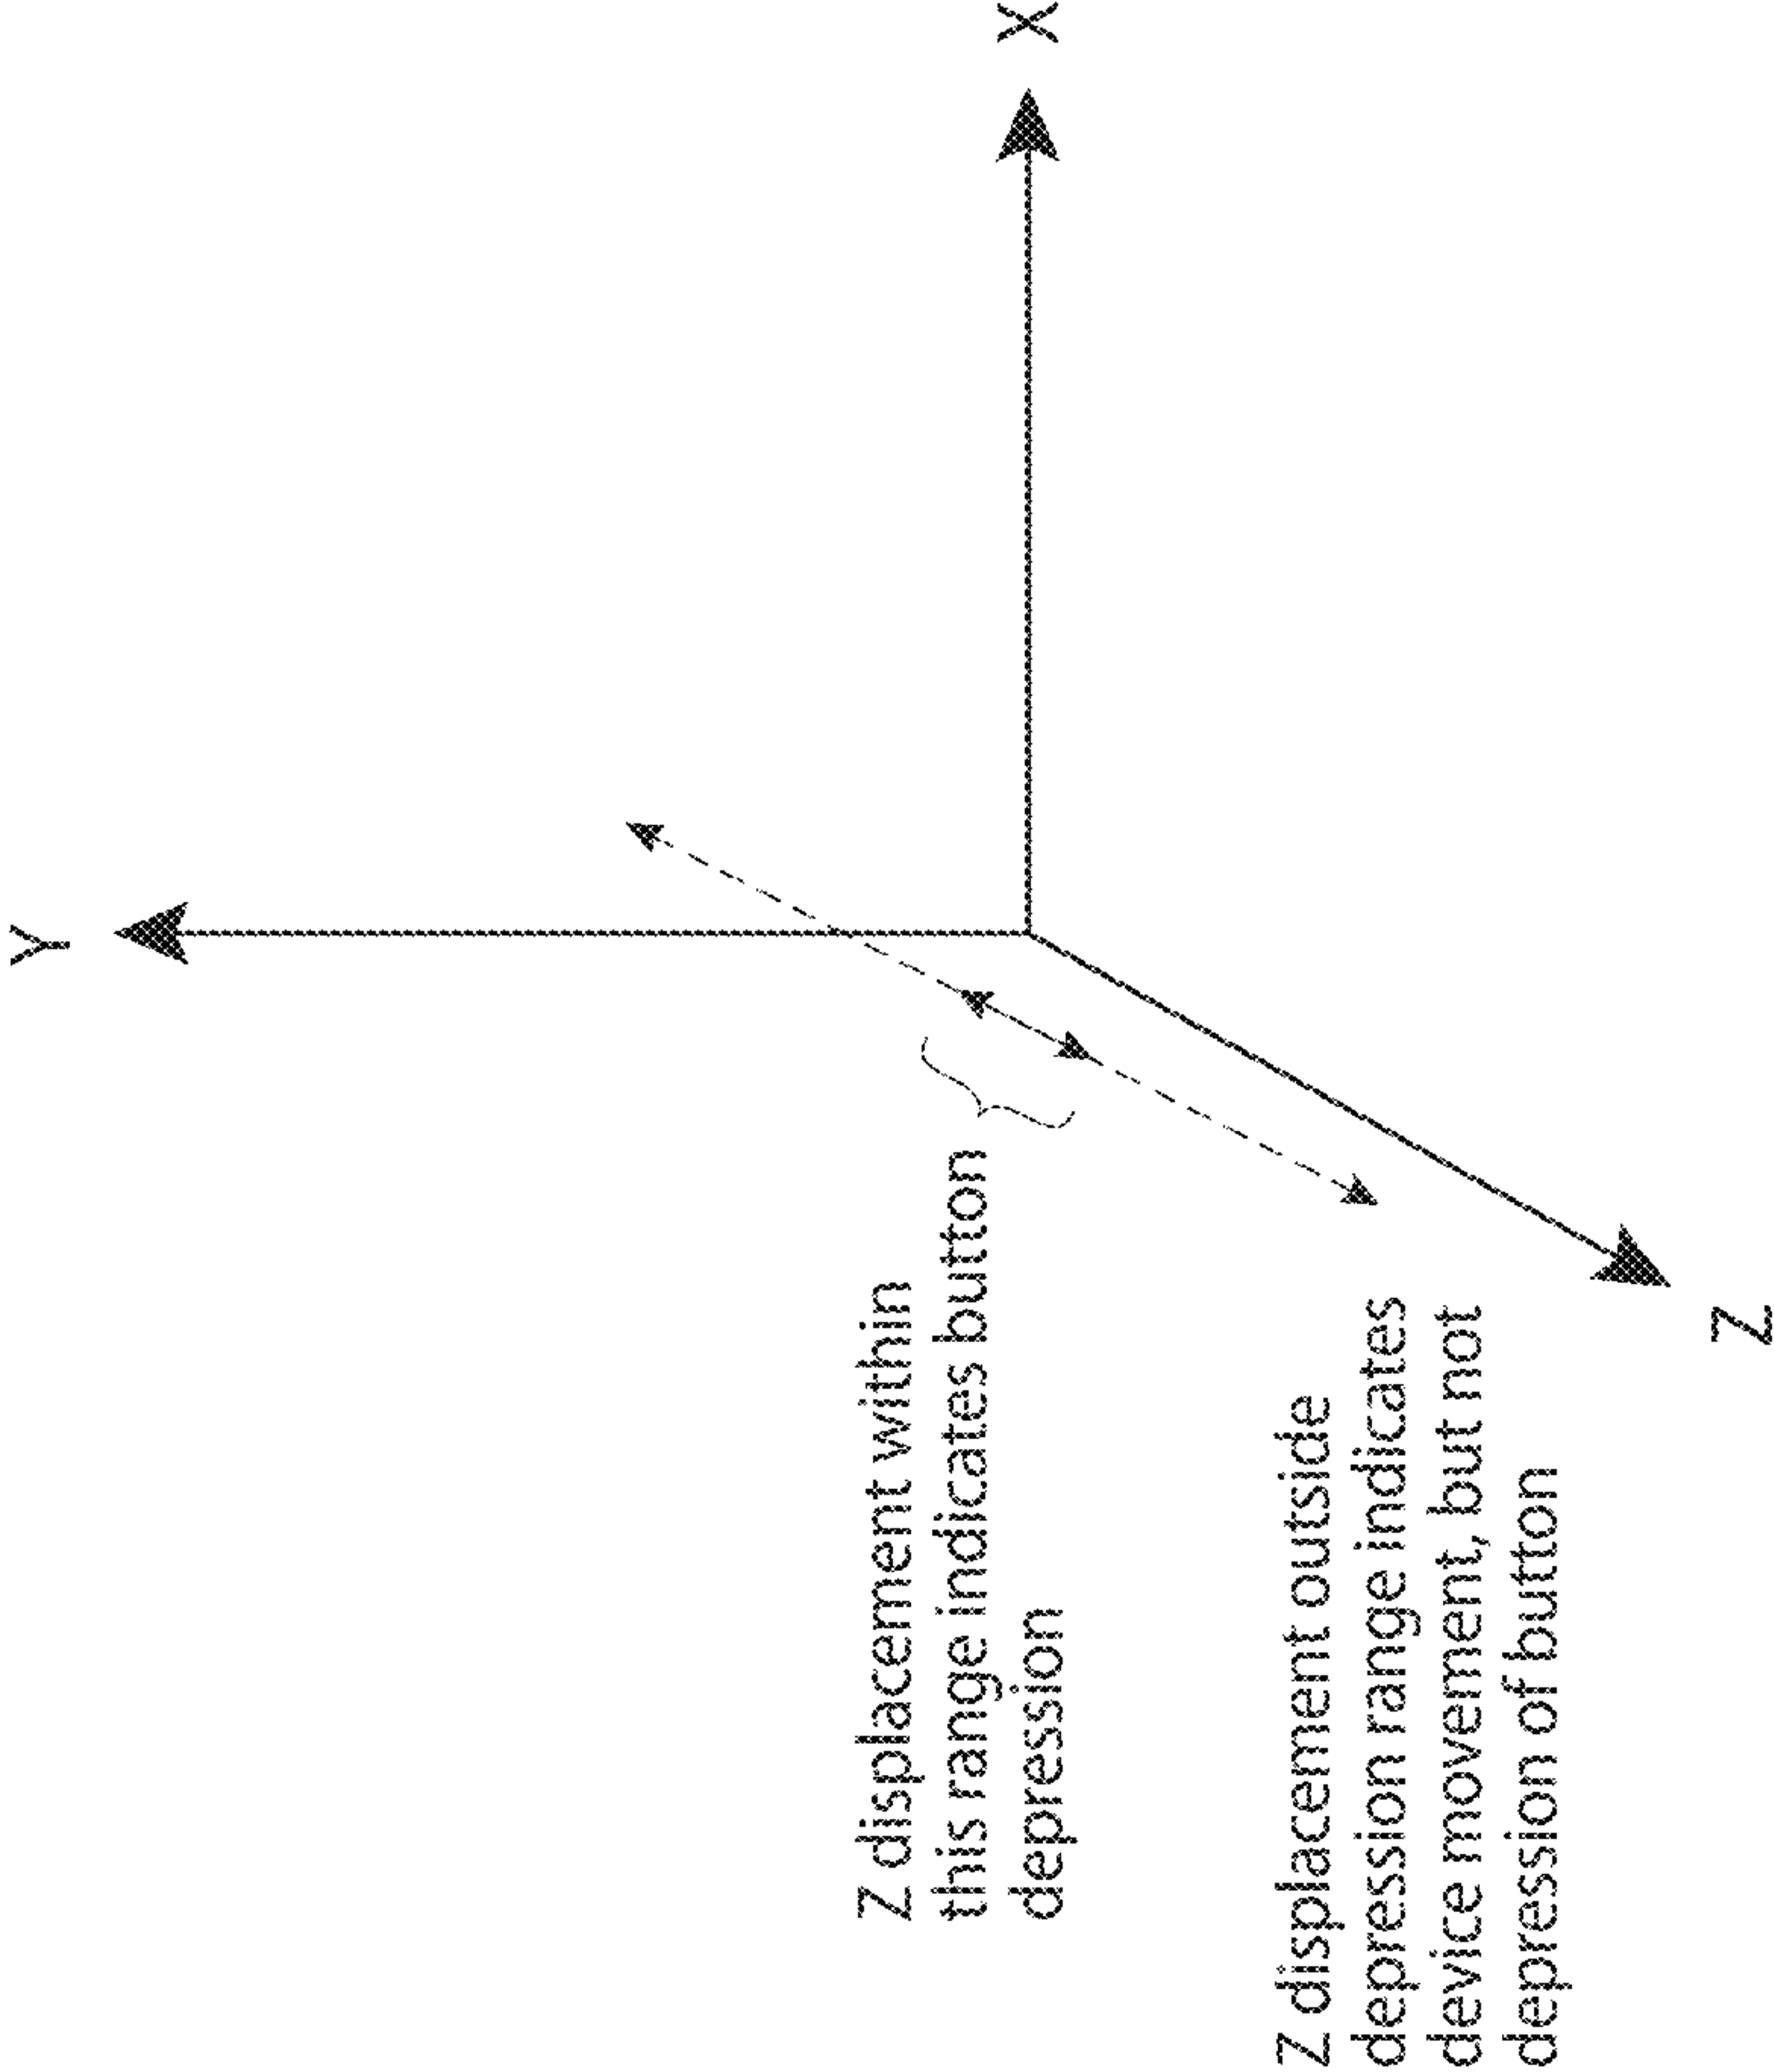 Y
X
Z displacement within
this range indicates button
depression
Z displacement outside
depression range indicates
device movement, but not
depression of button
Z